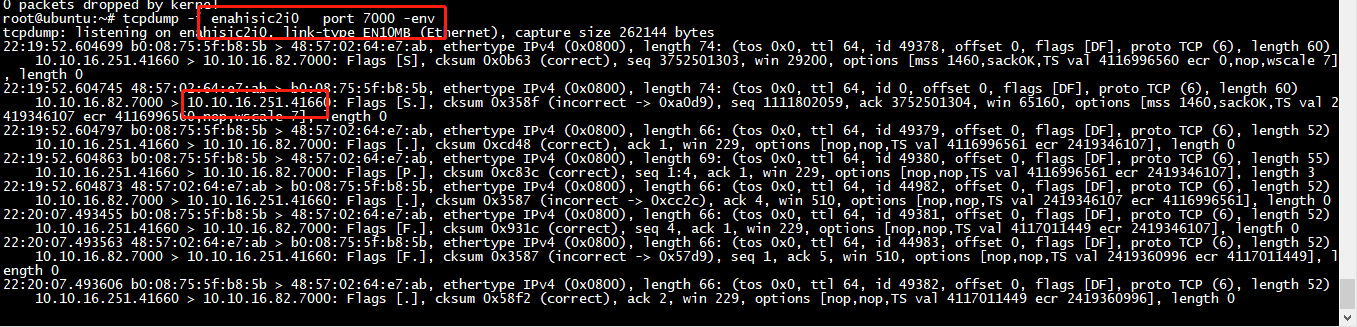 0 packets dropped by kernel
root@ubuntu:~# tcpdump -i enahisic2i0   port 7000 -env
tcpdump: listening on enahisic2i0, link-type EN10MB (Ethernet), capture size 262144 bytes
22:19:52.604699 b0:08:75:5f:b8:5b > 48:57:02:64:e7:ab, ethertype IPv4 (0x0800), length 74: (tos 0x0, ttl 64, id 49378, offset 0, flags [DF], proto TCP (6), length 60)
    10.10.16.251.41660 > 10.10.16.82.7000: Flags [S], cksum 0x0b63 (correct), seq 3752501303, win 29200, options [mss 1460,sackOK,TS val 4116996560 ecr 0,nop,wscale 7]
, length 0
22:19:52.604745 48:57:02:64:e7:ab > b0:08:75:5f:b8:5b, ethertype IPv4 (0x0800), length 74: (tos 0x0, ttl 64, id 0, offset 0, flags [DF], proto TCP (6), length 60)
    10.10.16.82.7000 > 10.10.16.251.41660: Flags [S.], cksum 0x358f (incorrect -> 0xa0d9), seq 1111802059, ack 3752501304, win 65160, options [mss 1460,sackOK,TS val 2
419346107 ecr 4116996560,nop,wscale 7], length 0
22:19:52.604797 b0:08:75:5f:b8:5b > 48:57:02:64:e7:ab, ethertype IPv4 (0x0800), length 66: (tos 0x0, ttl 64, id 49379, offset 0, flags [DF], proto TCP (6), length 52)
    10.10.16.251.41660 > 10.10.16.82.7000: Flags [.], cksum 0xcd48 (correct), ack 1, win 229, options [nop,nop,TS val 4116996561 ecr 2419346107], length 0
22:19:52.604863 b0:08:75:5f:b8:5b > 48:57:02:64:e7:ab, ethertype IPv4 (0x0800), length 69: (tos 0x0, ttl 64, id 49380, offset 0, flags [DF], proto TCP (6), length 55)
    10.10.16.251.41660 > 10.10.16.82.7000: Flags [P.], cksum 0xc83c (correct), seq 1:4, ack 1, win 229, options [nop,nop,TS val 4116996561 ecr 2419346107], length 3
22:19:52.604873 48:57:02:64:e7:ab > b0:08:75:5f:b8:5b, ethertype IPv4 (0x0800), length 66: (tos 0x0, ttl 64, id 44982, offset 0, flags [DF], proto TCP (6), length 52)
    10.10.16.82.7000 > 10.10.16.251.41660: Flags [.], cksum 0x3587 (incorrect -> 0xcc2c), ack 4, win 510, options [nop,nop,TS val 2419346107 ecr 4116996561], length 0
22:20:07.493455 b0:08:75:5f:b8:5b > 48:57:02:64:e7:ab, ethertype IPv4 (0x0800), length 66: (tos 0x0, ttl 64, id 49381, offset 0, flags [DF], proto TCP (6), length 52)
    10.10.16.251.41660 > 10.10.16.82.7000: Flags [F.], cksum 0x931c (correct), seq 4, ack 1, win 229, options [nop,nop,TS val 4117011449 ecr 2419346107], length 0
22:20:07.493563 48:57:02:64:e7:ab > b0:08:75:5f:b8:5b, ethertype IPv4 (0x0800), length 66: (tos 0x0, ttl 64, id 44983, offset 0, flags [DF], proto TCP (6), length 52)
    10.10.16.82.7000 > 10.10.16.251.41660: Flags [F.], cksum 0x3587 (incorrect -> 0x57d9), seq 1, ack 5, win 510, options [nop,nop,TS val 2419360996 ecr 4117011449], l
ength 0
22:20:07.493606 b0:08:75:5f:b8:5b > 48:57:02:64:e7:ab, ethertype IPv4 (0x0800), length 66: (tos 0x0, ttl 64, id 49382, offset 0, flags [DF], proto TCP (6), length 52)
    10.10.16.251.41660 > 10.10.16.82.7000: Flags [.], cksum 0x58f2 (correct), ack 2, win 229, options [nop,nop,TS val 4117011449 ecr 2419360996], length 0